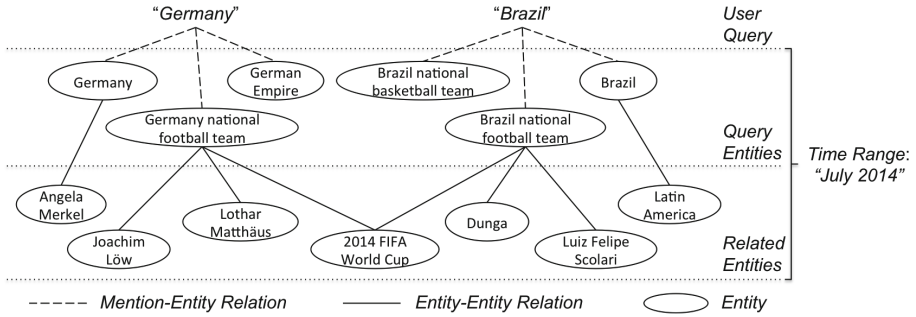 "Germany"
"Brazil"
User
Query
Germany
German
Empire
Brazil national
basketball team
Brazil
Germany national
football team
Brazil national
football team
Query
Entities
Time Range:
"July 2014"
Angela
Merkel
Lothar
Matthäus
Dunga
Latin
America
Joachim
Löw
2014 FIFA
World Cup
Luiz Felipe
Scolari
Related
Entities
Mention-Entity Relation
Entity-Entity Relation
Entity